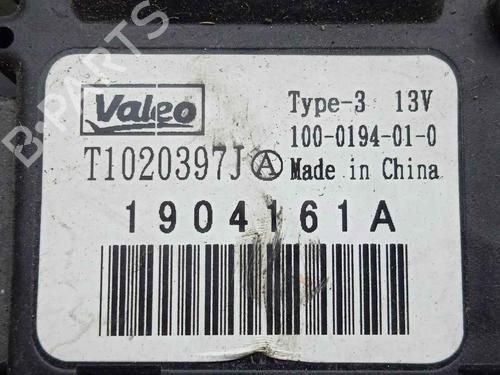 B-PARTS
Valeo
Type-3 13V
100-0194-01-0
T1020397J Ⓐ Made in China
1904161A